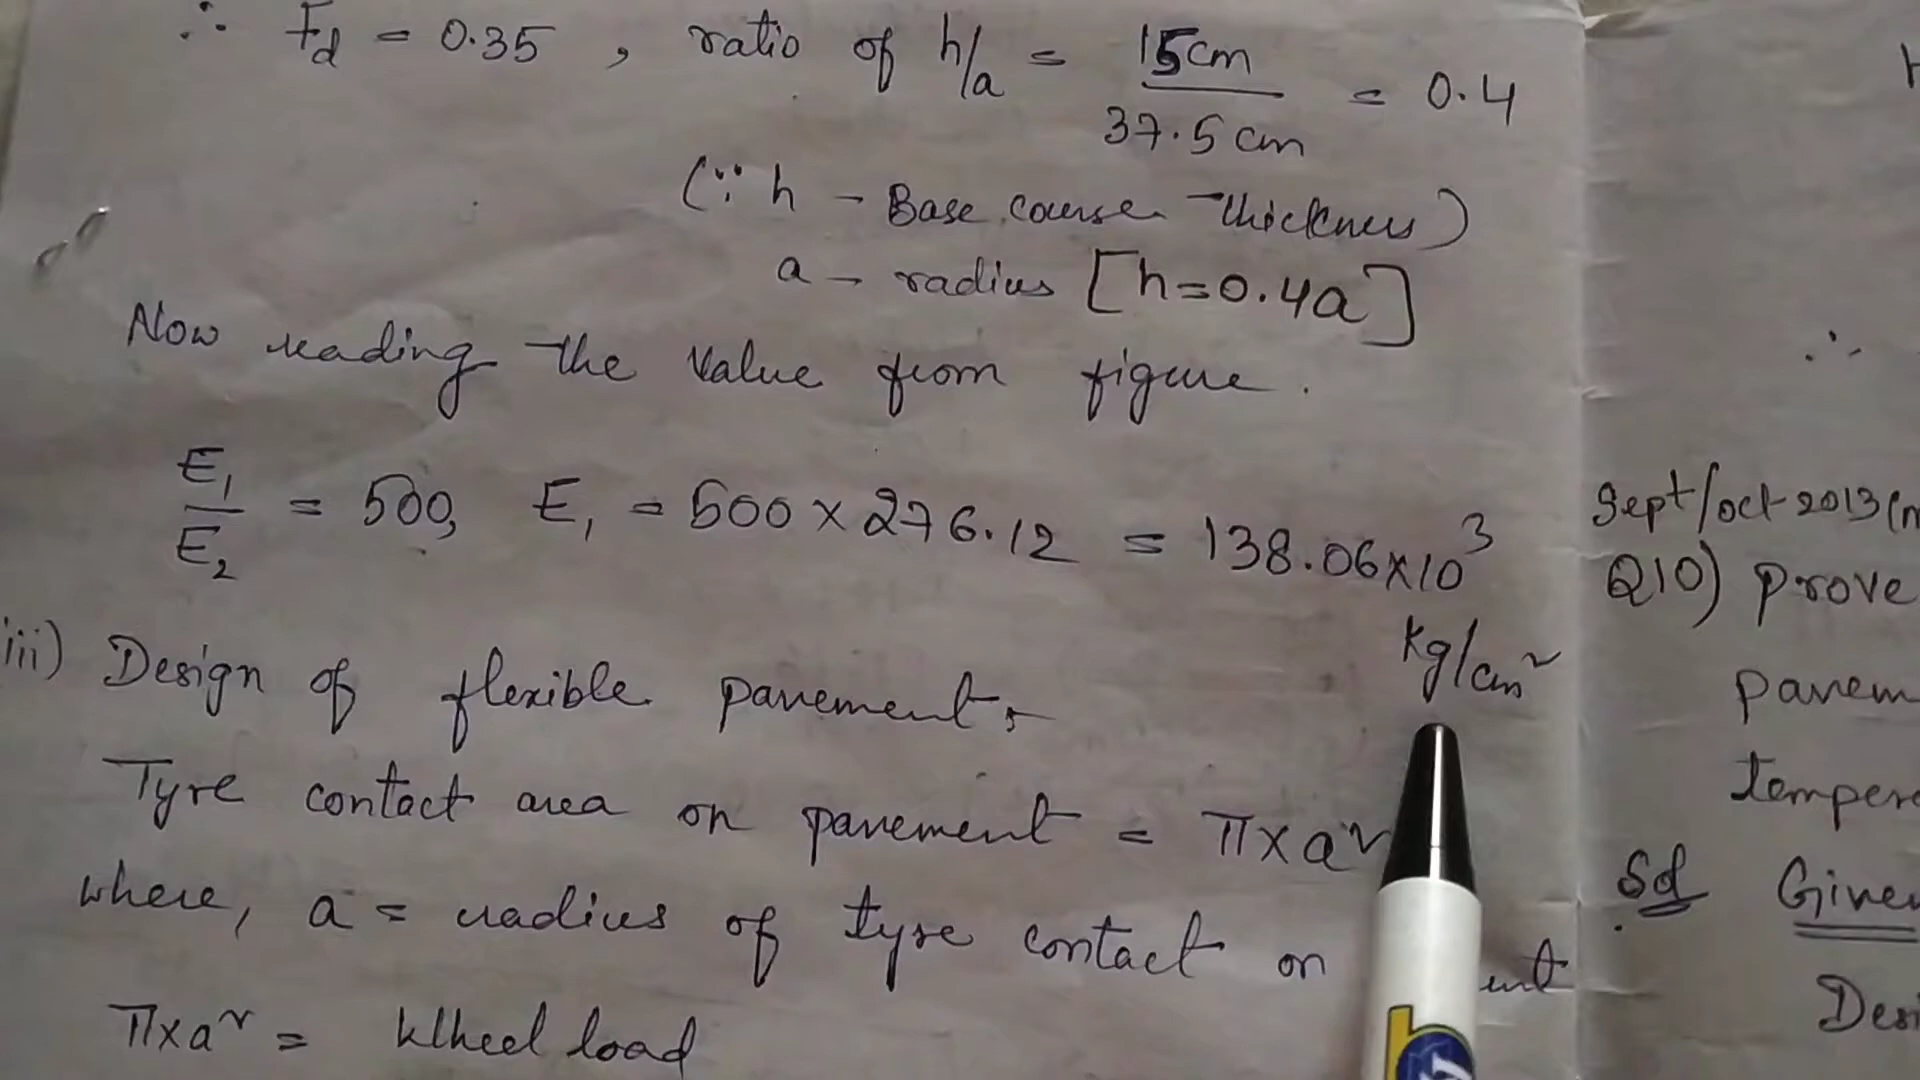 ∴ Fd = 0.35 , ratio of h/a = 15cm / 37.5 cm = 0.4
(∵ h - Base course thickness)
a - radius [h=0.4a]
Now reading the value from figure.
E₁/E₂ = 500, E₁ = 500 × 276.12 = 138.06×10³
kg/cm²
iii) Design of flexible pavement,
Tyre contact area on pavement = π×a²
where, a = radius of tyre contact on
π×a² = Wheel load
Sept/oct-2013
Q10) prove
pavem
temper
Sol Given
Desi